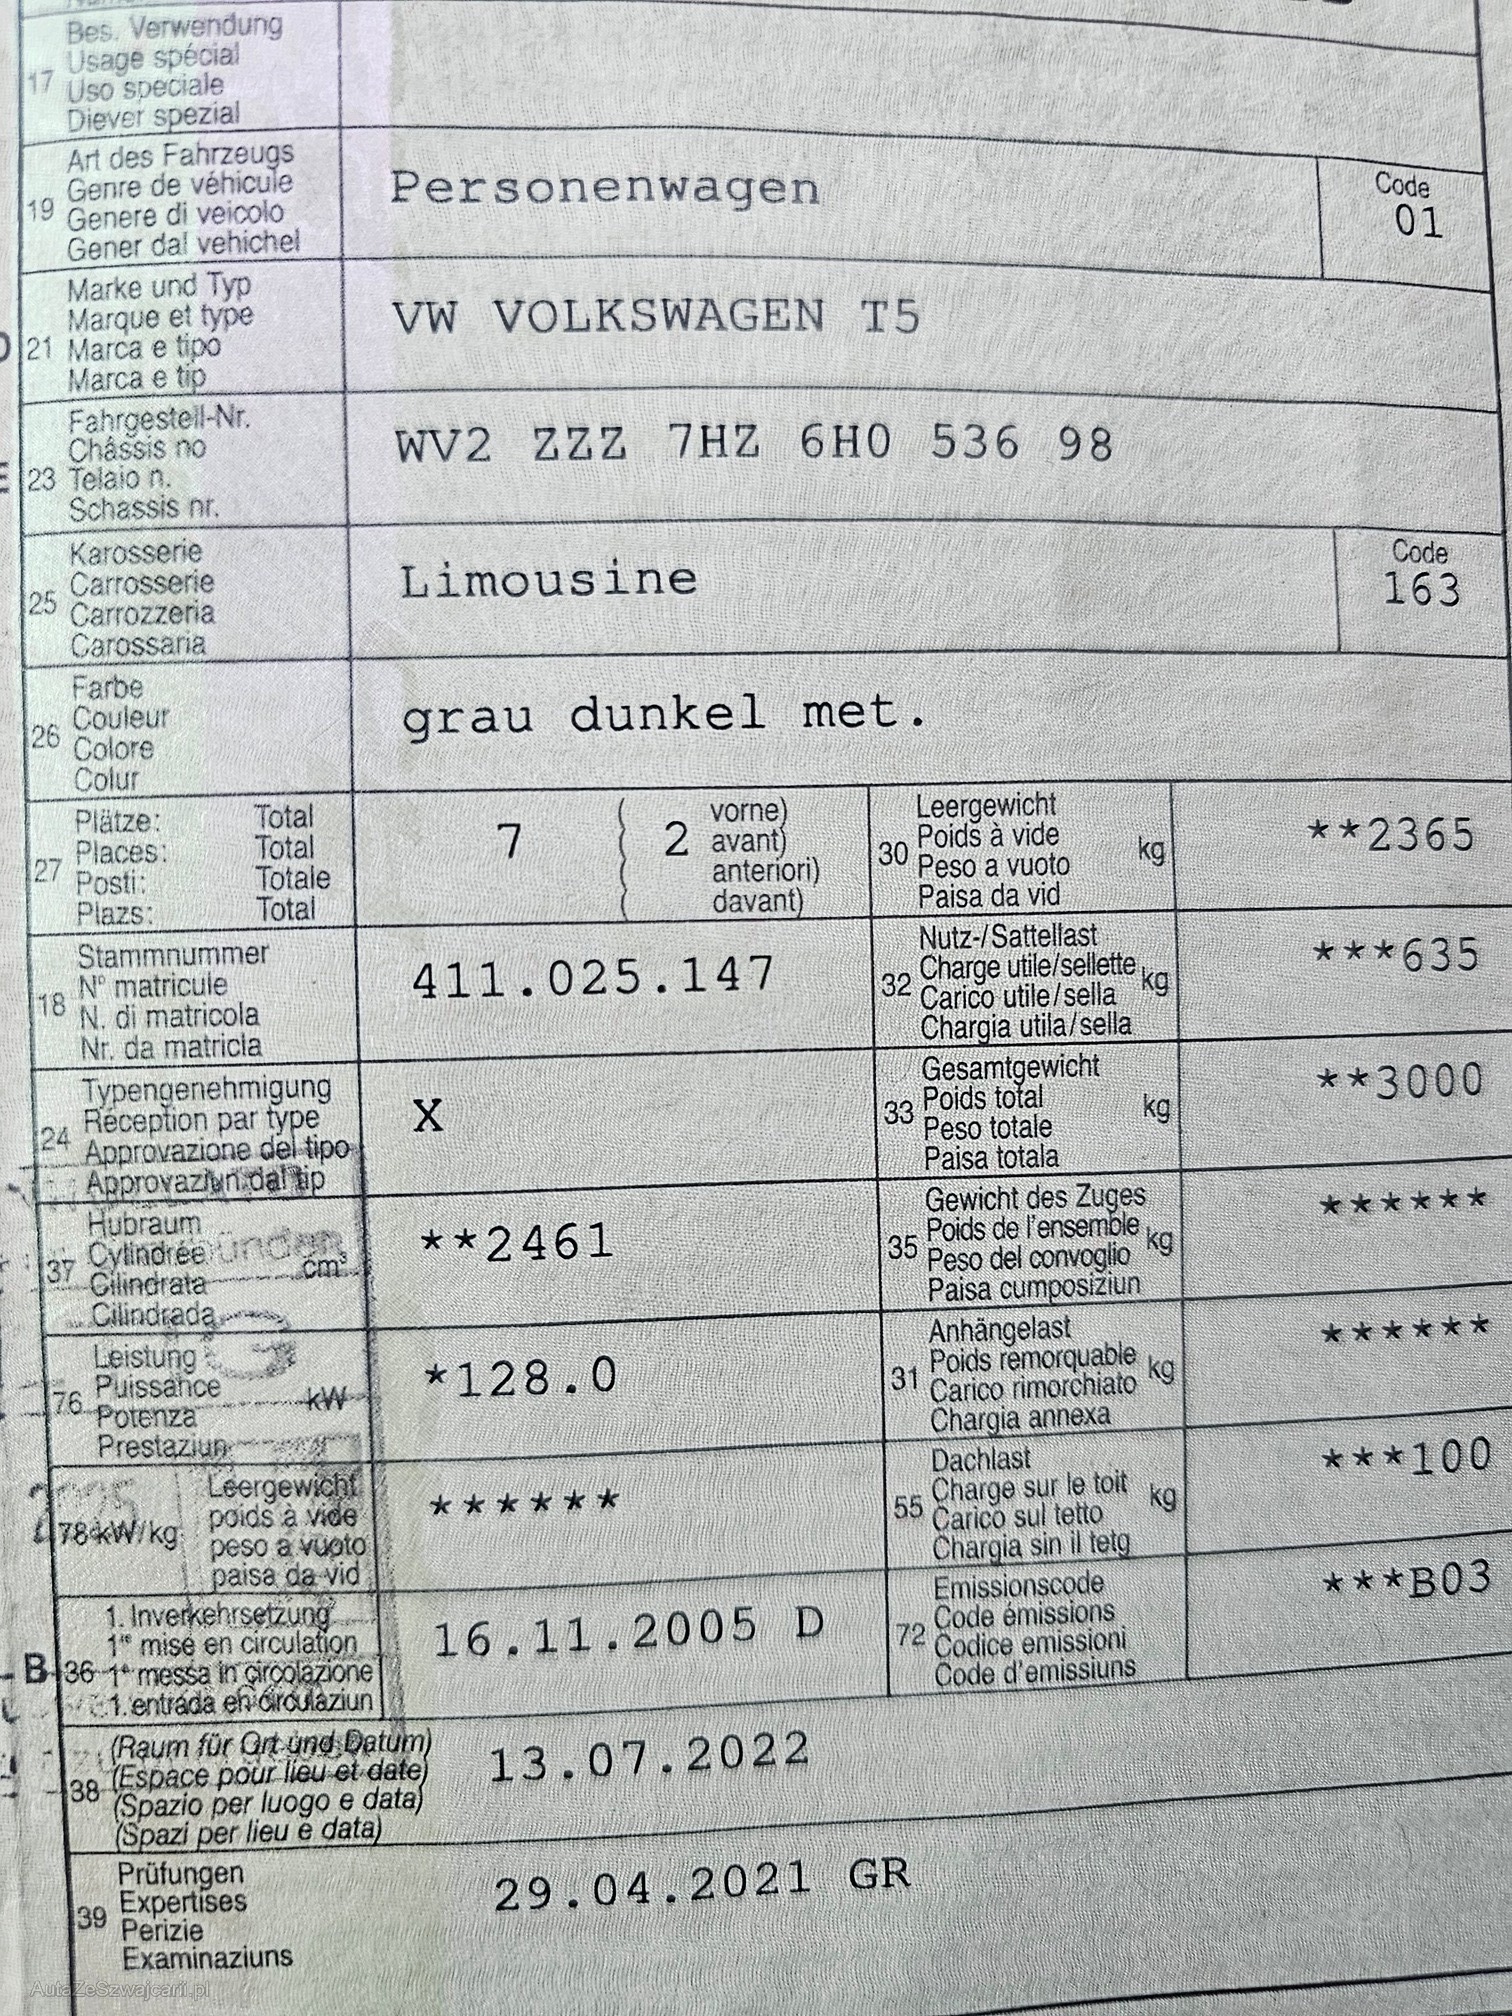 Bes. Verwendung
Usage spécial
17 Uso speciale
Diever spezial
Art des Fahrzeugs
Genre de véhicule
19 Genere di veicolo
Gener dal vehichel
Personenwagen
Code
01
Marke und Typ
Marque et type
21 Marca e tipo
Marca e tip
VW VOLKSWAGEN T5
Fahrgestell-Nr.
Châssis no
23 Telaio n.
Schassis nr.
WV2 ZZZ 7HZ 6H0 536 98
Karosserie
Carrosserie
25 Carrozzeria
Carossaria
Limousine
Code
163
Farbe
Couleur
26 Colore
Colur
grau dunkel met.
Plätze: Total
Places: Total
27 Posti: Totale
Plazs: Total
7 2
vorne)
avant)
anteriori)
davant)
Leergewicht
30 Poids à vide kg
Peso a vuoto
Paisa da vid
**2365
Stammnummer
N° matricule
18 N. di matricola
Nr. da matricla
411.025.147
Nutz-/Sattellast
Charge utile/sellette
32 Carico utile/sella kg
Chargia utila/sella
***635
Typengenehmigung
Réception par type
24 Approvazione del tipo
Approvaziun dal tip
X
Gesamtgewicht
33 Poids total kg
Peso totale
Paisa totala
**3000
Hubraum
Cylindrée
37 Cilindrata cm³
Cilindrada
**2461
Gewicht des Zuges
Poids de l'ensemble
35 Peso del convoglio kg
Paisa cumposiziun
******
Leistung
Puissance
76 Potenza kW
Prestaziun
*128.0
Anhängelast
Poids remorquable
31 Carico rimorchiato kg
Chargia annexa
******
Leergewicht
poids à vide
78 kW/kg peso a vuoto
paisa da vid
******
Dachlast
Charge sur le toit
55 Carico sul tetto kg
Chargia sin il tetg
***100
1. Inverkehrsetzung
1re mise en circulation
B 36 1a messa in circolazione
1. entrada en circulaziun
16.11.2005 D
Emissionscode
Code émissions
72 Codice emissioni
Code d'emissiuns
***B03
(Raum für Ort und Datum)
(Espace pour lieu et date)
38 (Spazio per luogo e data)
(Spazi per lieu e data)
13.07.2022
Prüfungen
Expertises
39 Perizie
Examinaziuns
29.04.2021 GR
AutaZeSzwajcarii.pl